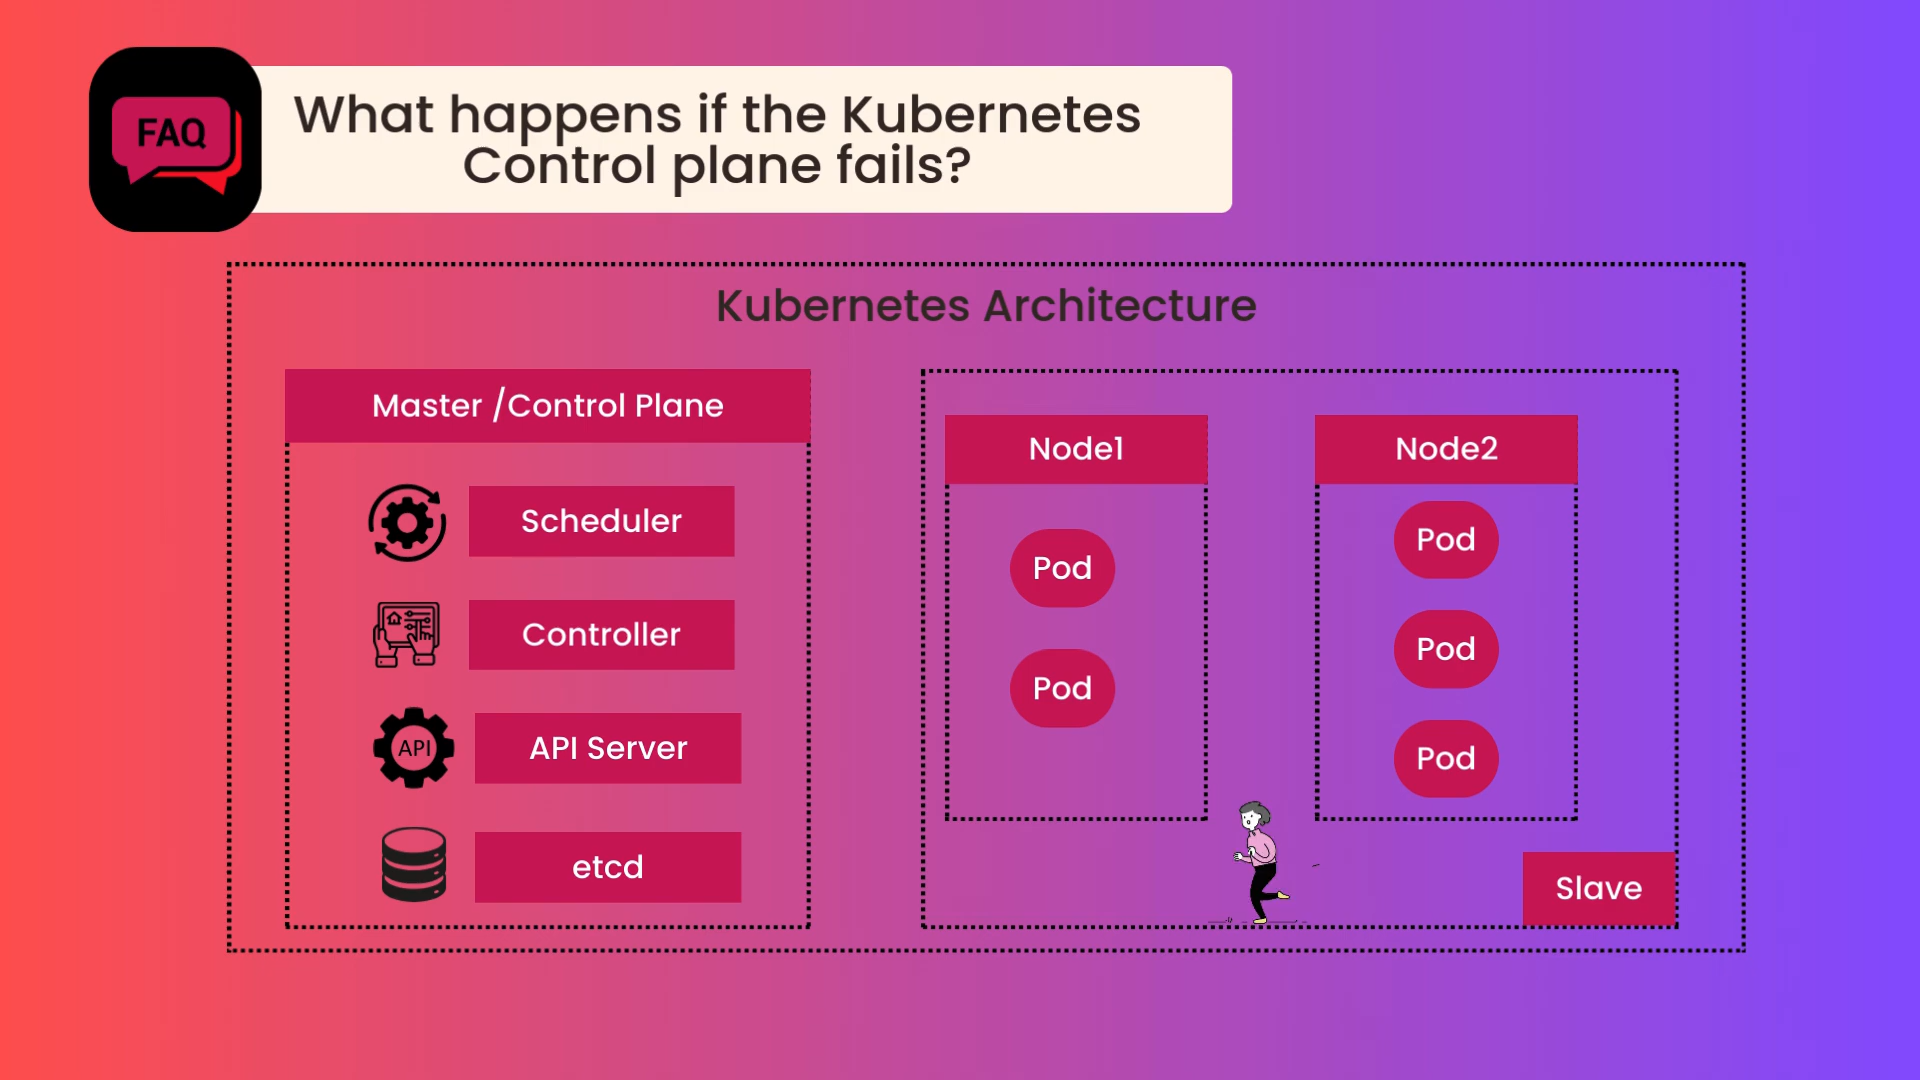 FAQ
What happens if the Kubernetes
Control plane fails?
Kubernetes Architecture
Master /Control Plane
Scheduler
Controller
API
API Server
etcd
Node1
Pod
Pod
Node2
Pod
Pod
Pod
Slave